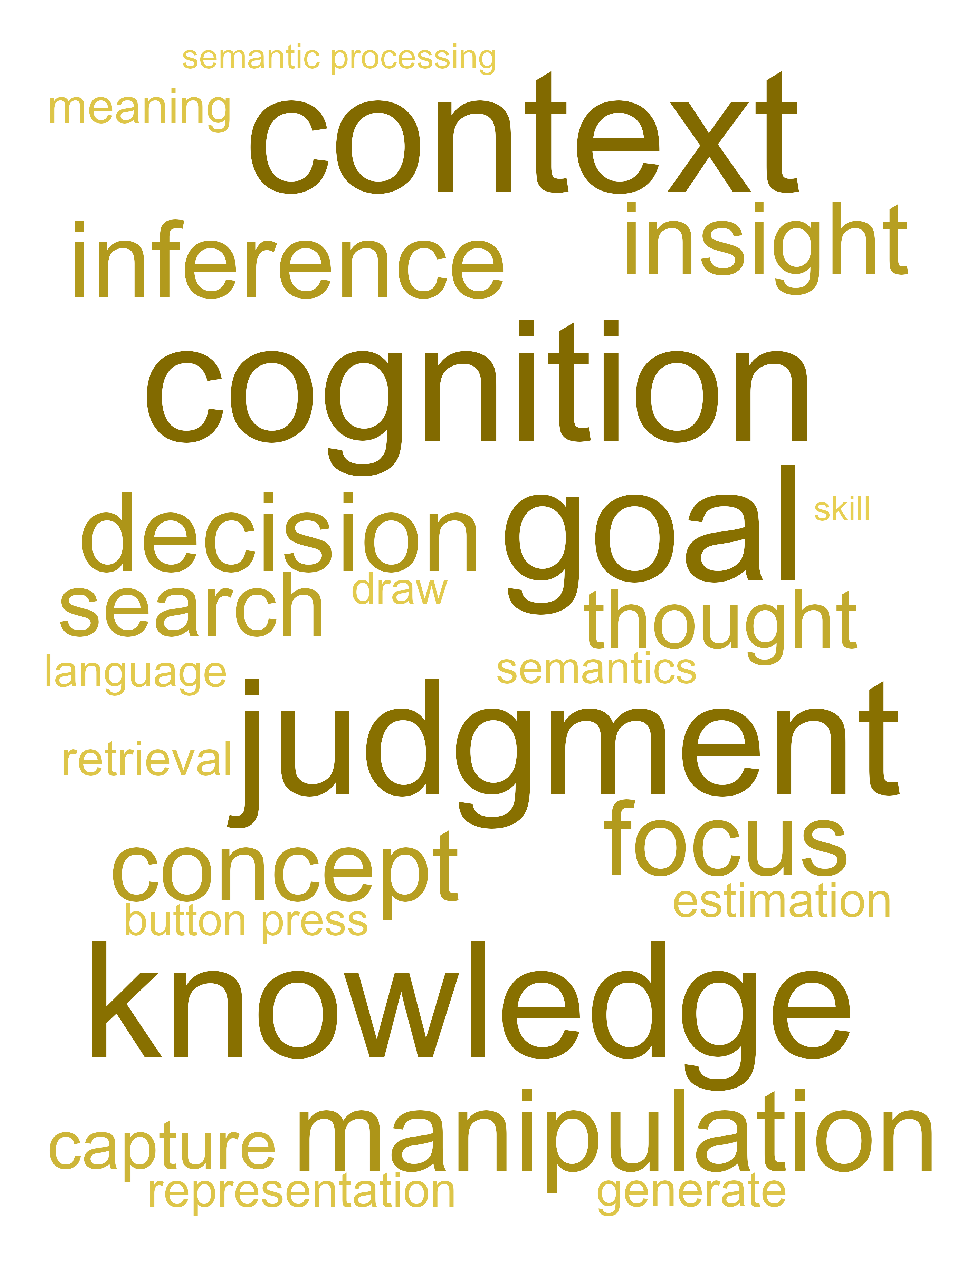 semantic processing
meaning context
inference insight
cognition
decision goal skill
search draw thought
language semantics
retrieval judgment
concept focus
button press estimation
knowledge
capture manipulation
representation generate